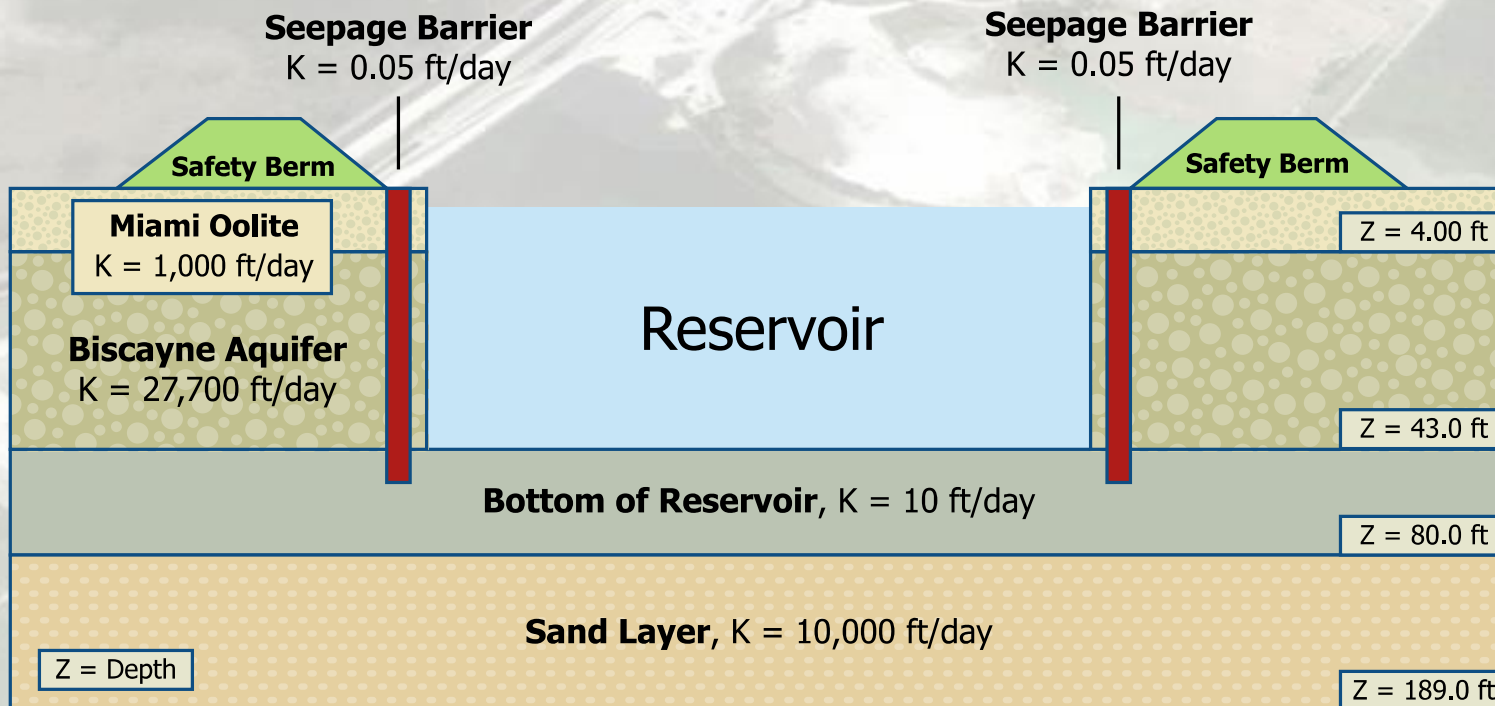 Seepage Barrier
K = 0.05 ft/day
Seepage Barrier
K = 0.05 ft/day
Safety Berm
Safety Berm
Miami Oolite
K = 1,000 ft/day
Z = 4.00 ft
Reservoir
Biscayne Aquifer
K = 27,700 ft/day
Z = 43.0 ft
Bottom of Reservoir, K = 10 ft/day
Z = 80.0 ft
Sand Layer, K = 10,000 ft/day
Z = Depth
Z = 189.0 ft